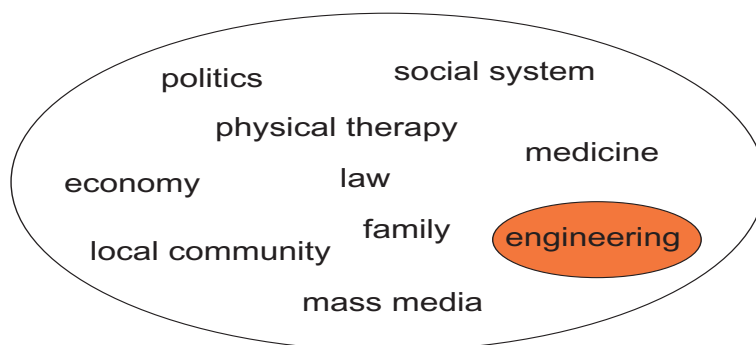 politics
social system
physical therapy
medicine
economy
law
family
engineering
local community
mass media